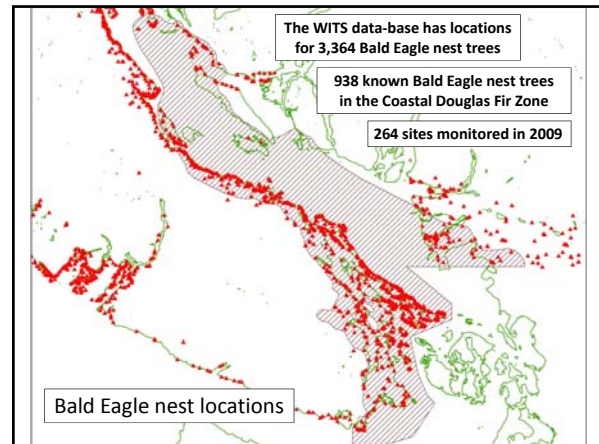 The WITS data-base has locations
for 3,364 Bald Eagle nest trees
938 known Bald Eagle nest trees
in the Coastal Douglas Fir Zone
264 sites monitored in 2009
Bald Eagle nest locations